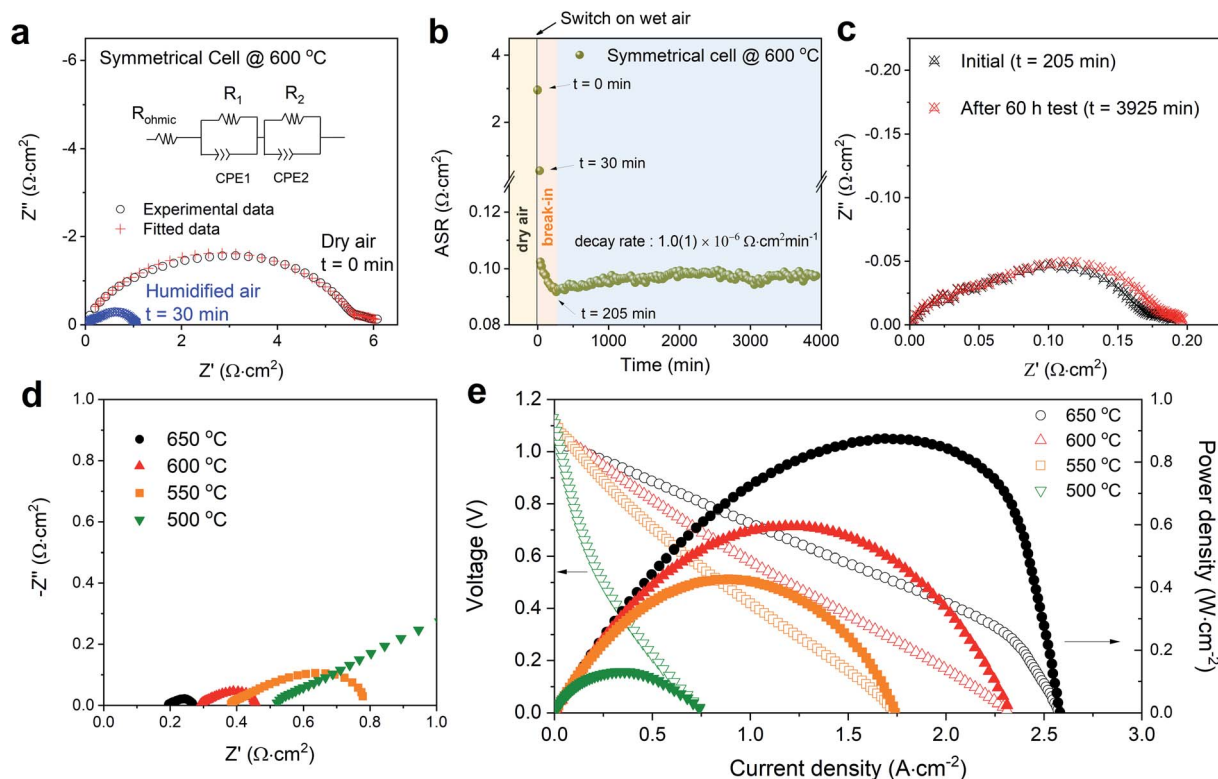 a
Symmetrical Cell @ 600 °C
R_ohmic
R₁
R₂
CPE1
CPE2
Experimental data
Fitted data
Dry air
t = 0 min
Humidified air
t = 30 min
-6
-4
-2
0
0 2 4 6
Z'' (Ω·cm²)
Z' (Ω·cm²)
b
Switch on wet air
Symmetrical cell @ 600 °C
t = 0 min
t = 30 min
dry air
break-in
decay rate : 1.0(1) × 10⁻⁶ Ω·cm²min⁻¹
t = 205 min
4
2
0.12
0.10
0.08
0 1000 2000 3000 4000
ASR (Ω·cm²)
Time (min)
c
Initial (t = 205 min)
After 60 h test (t = 3925 min)
-0.20
-0.15
-0.10
-0.05
0.00
0.00 0.05 0.10 0.15 0.20
Z'' (Ω·cm²)
Z' (Ω·cm²)
d
650 °C
600 °C
550 °C
500 °C
1.0
0.8
0.6
0.4
0.2
0.0
0.0 0.2 0.4 0.6 0.8 1.0
-Z'' (Ω·cm²)
Z' (Ω·cm²)
e
650 °C
600 °C
550 °C
500 °C
1.2
1.0
0.8
0.6
0.4
0.2
0.0
0.0 0.5 1.0 1.5 2.0 2.5 3.0
1.0
0.8
0.6
0.4
0.2
0.0
Voltage (V)
Power density (W·cm⁻²)
Current density (A·cm⁻²)